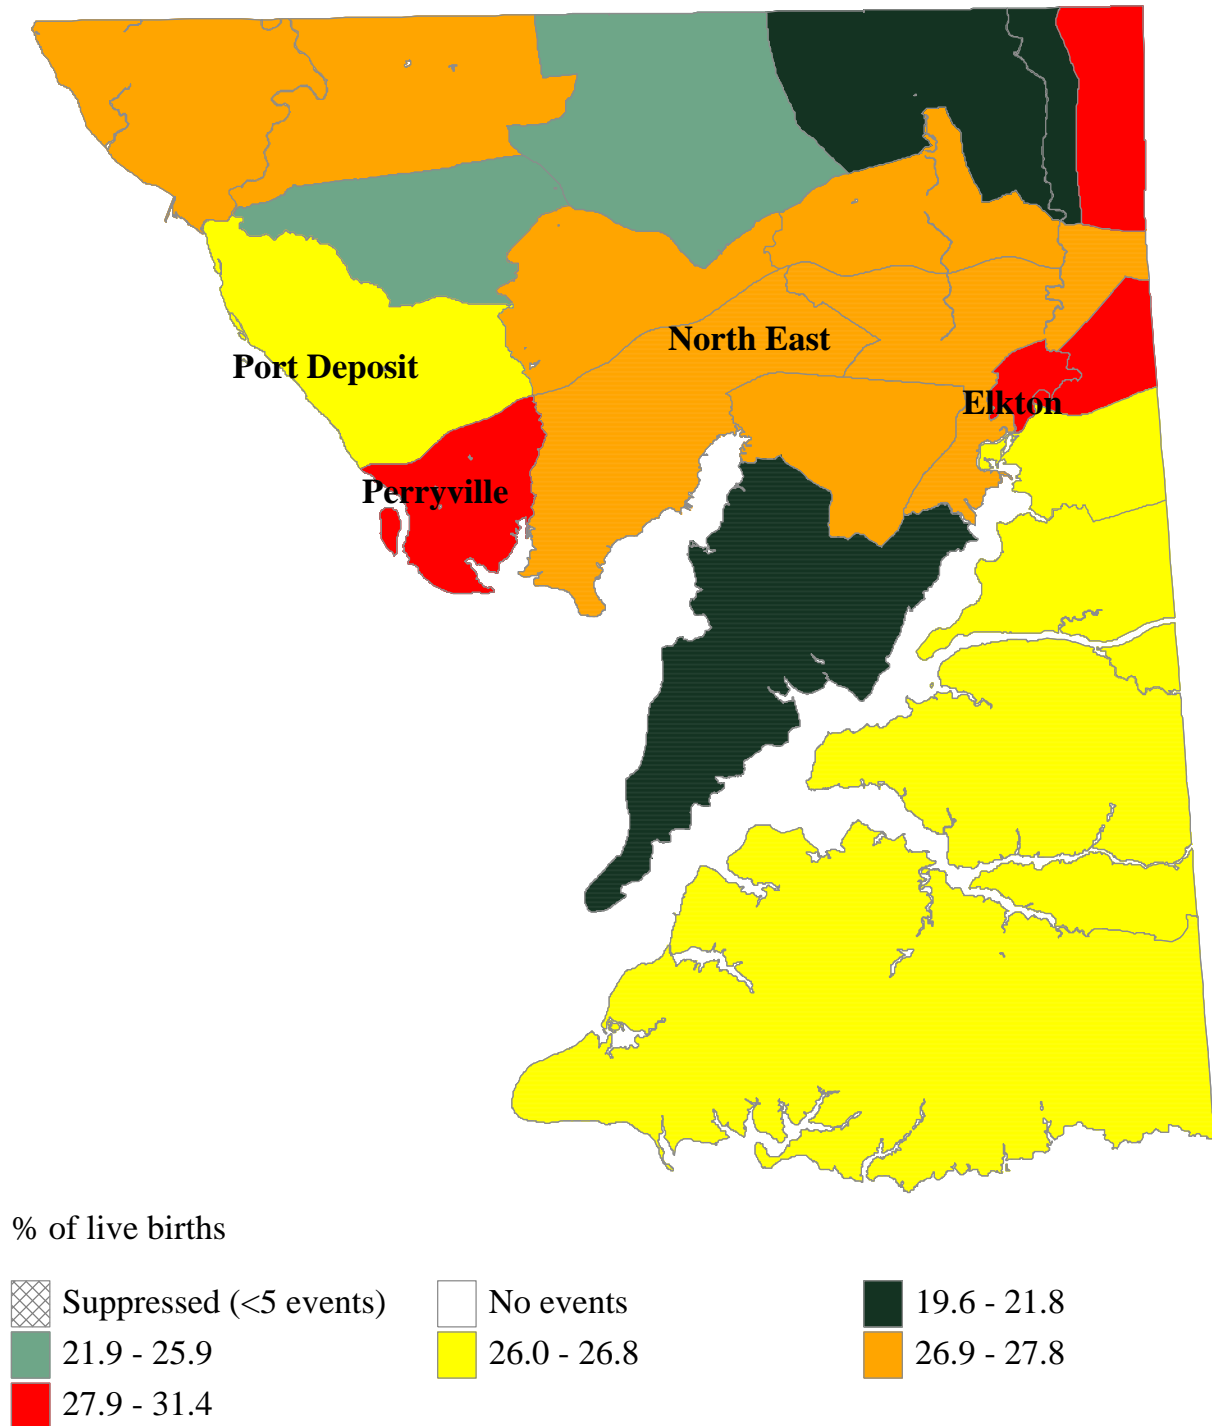 North East
Port Deposit
Elkton
Perryville
% of live births
Suppressed (<5 events)
No events
19.6 - 21.8
21.9 - 25.9
26.0 - 26.8
26.9 - 27.8
27.9 - 31.4